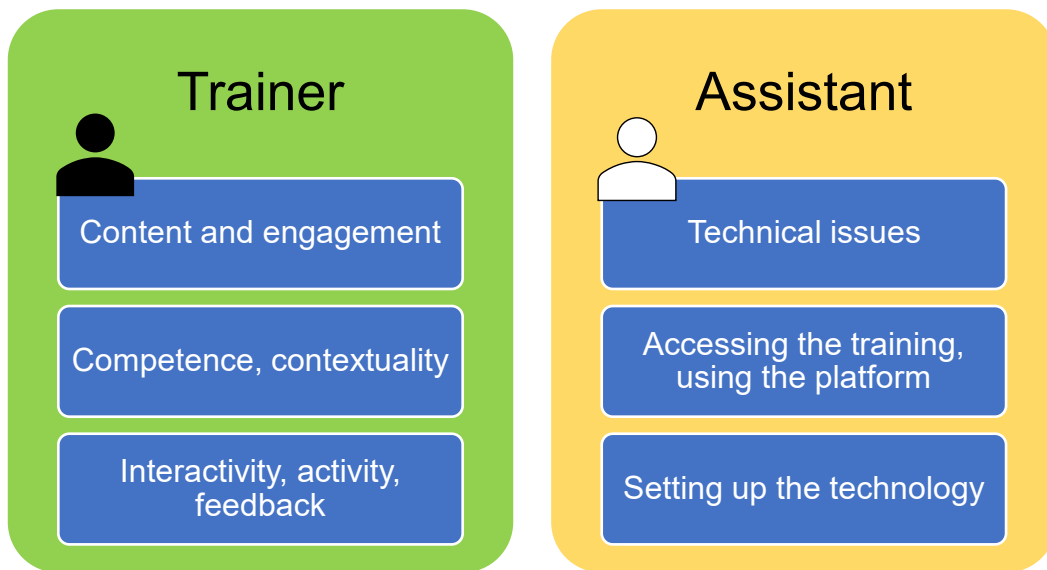 Trainer
Content and engagement
Competence, contextuality
Interactivity, activity,
feedback
Assistant
Technical issues
Accessing the training,
using the platform
Setting up the technology